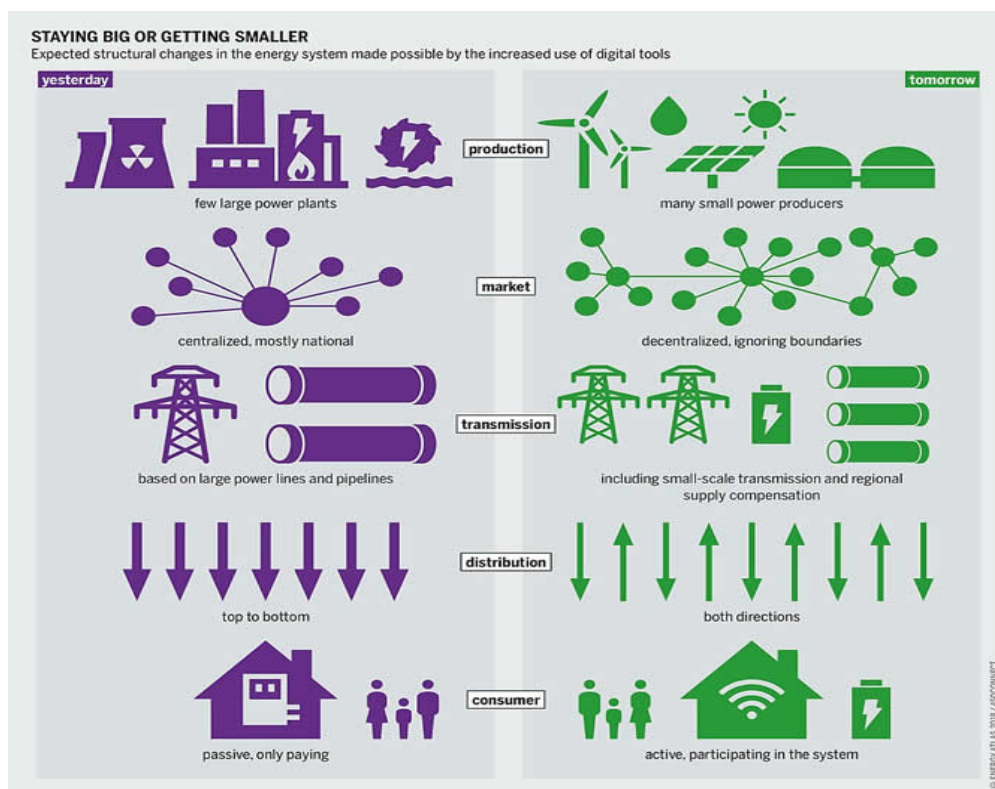 STAYING BIG OR GETTING SMALLER
Expected structural changes in the energy system made possible by the increased use of digital tools
yesterday
tomorrow
production
few large power plants
many small power producers
market
centralized, mostly national
decentralized, ignoring boundaries
transmission
based on large power lines and pipelines
including small-scale transmission and regional
supply compensation
distribution
top to bottom
both directions
consumer
passive, only paying
active, participating in the system
© ENERGY ATLAS 2018 /